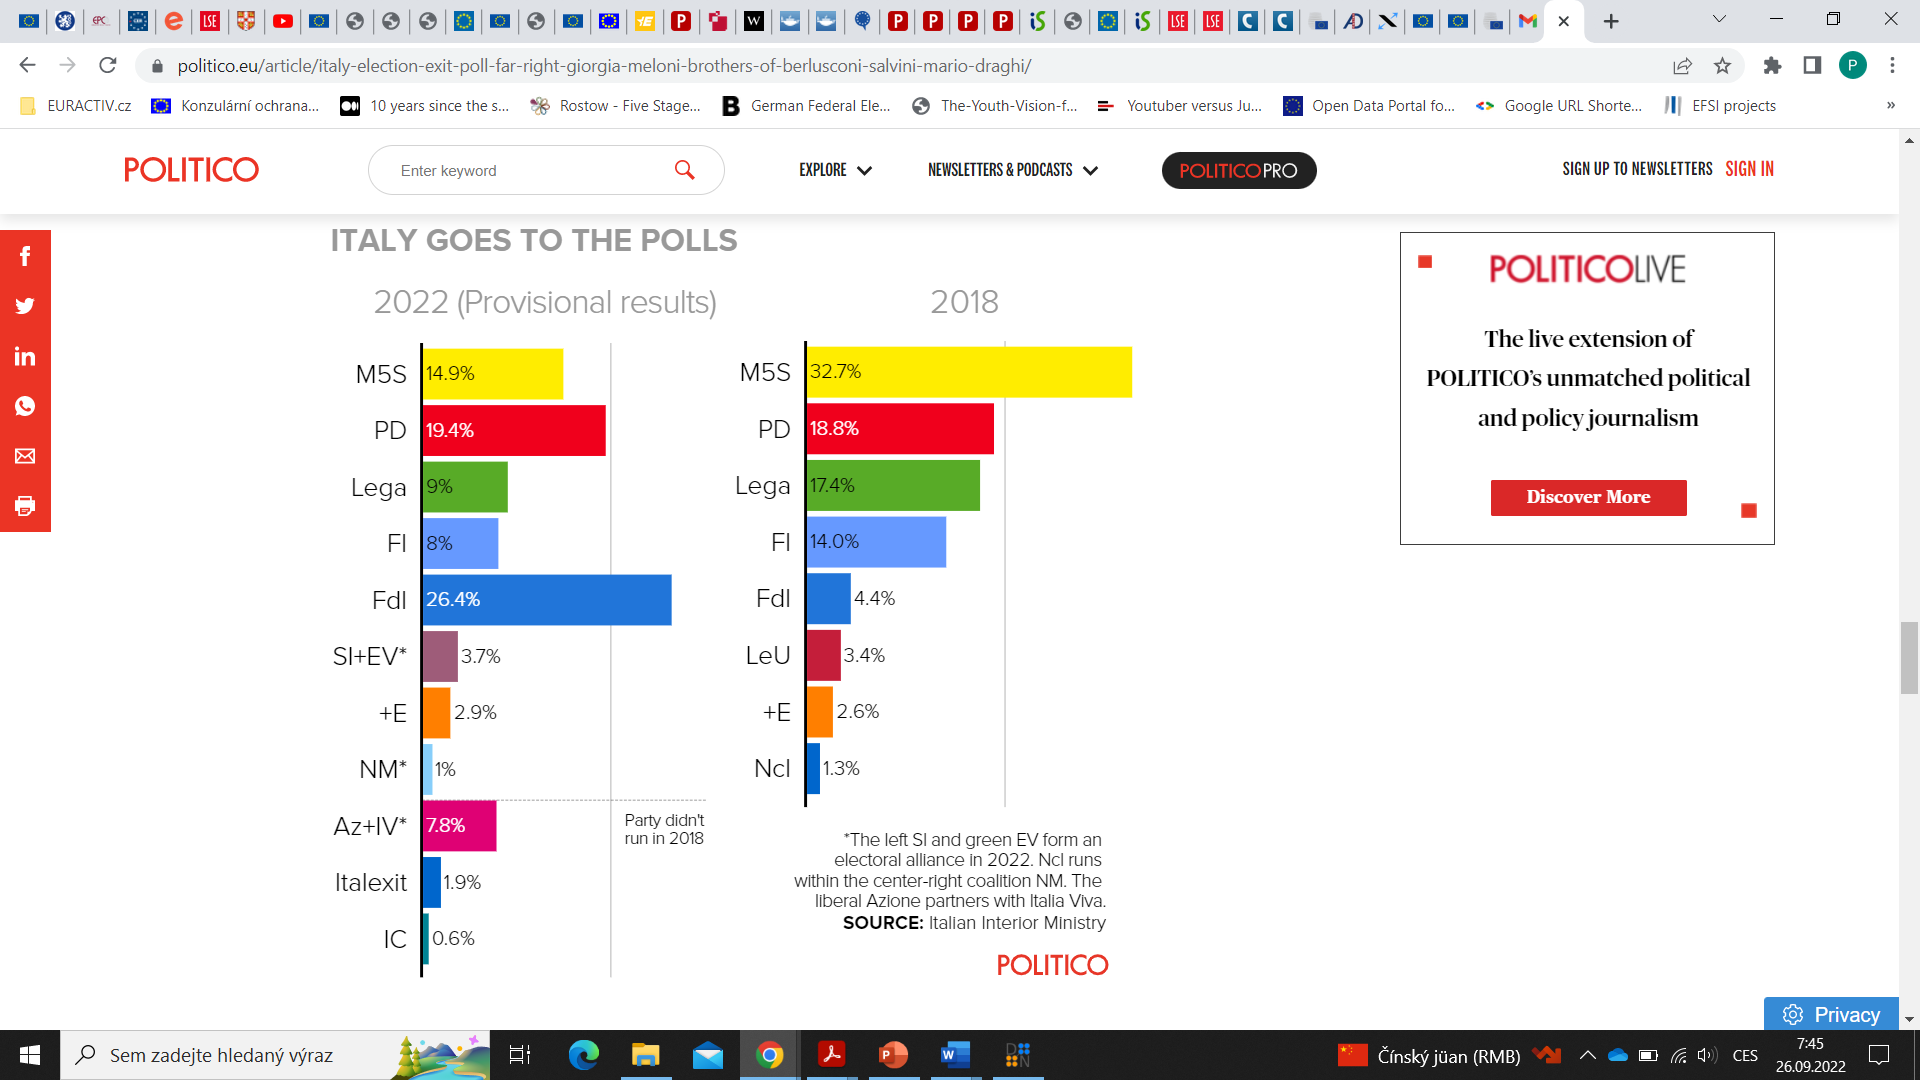 politico.eu/article/italy-election-exit-poll-far-right-giorgia-meloni-brothers-of-berlusconi-salvini-mario-draghi/
P
EURACTIV.cz
Konzulární ochrana...
10 years since the s...
Rostow - Five Stage...
German Federal Ele...
The-Youth-Vision-f...
Youtuber versus Ju...
Open Data Portal fo...
Google URL Shorte...
EFSI projects
»
POLITICO
Enter keyword
EXPLORE
NEWSLETTERS & PODCASTS
POLITICOPRO
SIGN UP TO NEWSLETTERS
SIGN IN
ITALY GOES TO THE POLLS
2022 (Provisional results)
M5S 14.9%
PD 19.4%
Lega 9%
FI 8%
FdI 26.4%
SI+EV* 3.7%
+E 2.9%
NM* 1%
Az+IV* 7.8%
Party didn't
run in 2018
Italexit 1.9%
IC 0.6%
2018
M5S 32.7%
PD 18.8%
Lega 17.4%
FI 14.0%
FdI 4.4%
LeU 3.4%
+E 2.6%
NcI 1.3%
*The left SI and green EV form an
electoral alliance in 2022. NcI runs
within the center-right coalition NM. The
liberal Azione partners with Italia Viva.
SOURCE: Italian Interior Ministry
POLITICO
POLITICOLIVE
The live extension of
POLITICO's unmatched political
and policy journalism
Discover More
Privacy
Sem zadejte hledaný výraz
Čínský jüan (RMB)
CES
7:45
26.09.2022